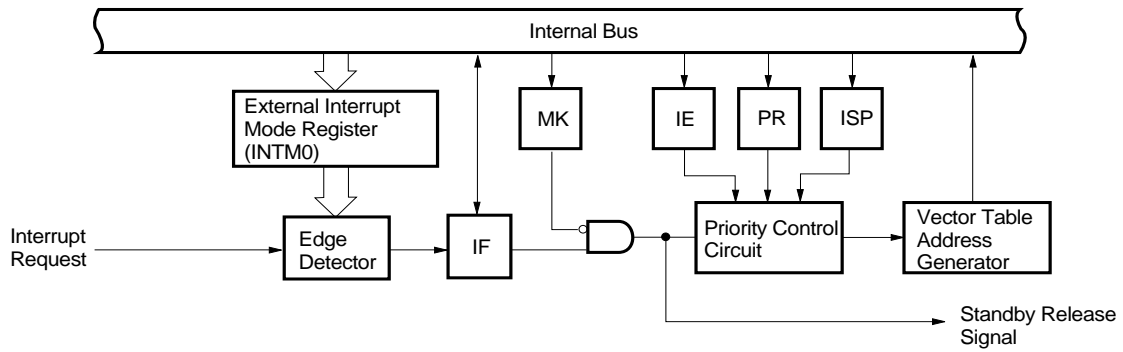 Internal Bus
External Interrupt
Mode Register
(INTM0)
MK
IE
PR
ISP
Interrupt
Request
Edge
Detector
IF
Priority Control
Circuit
Vector Table
Address
Generator
Standby Release
Signal